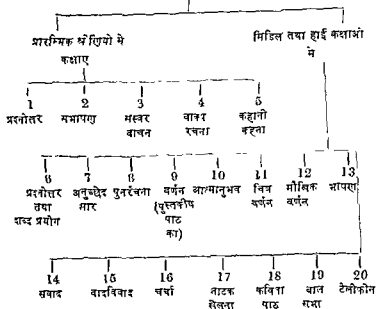 प्रारम्भिक श्रेणियो मे
कक्षाए
मिडिल तथा हाई कक्षाओ
मे
1 2 3 4 5
प्रश्नोत्तर सभाषण सस्वर वाक्य कहानी
वाचन रचना कहना
6 7 8 9 10 11 12 13
प्रश्नोत्तर अनुच्छेद पुनर्रचना वर्णन आत्मानुभव चित्र मौखिक भाषण
तथा सार (पुस्तकीय वर्णन वर्णन
शब्द प्रयोग पाठ
का)
14 15 16 17 18 19 20
सवाद वादविवाद चर्चा नाटक कविता बाल टेलीफोन
खेलना पाठ सभा